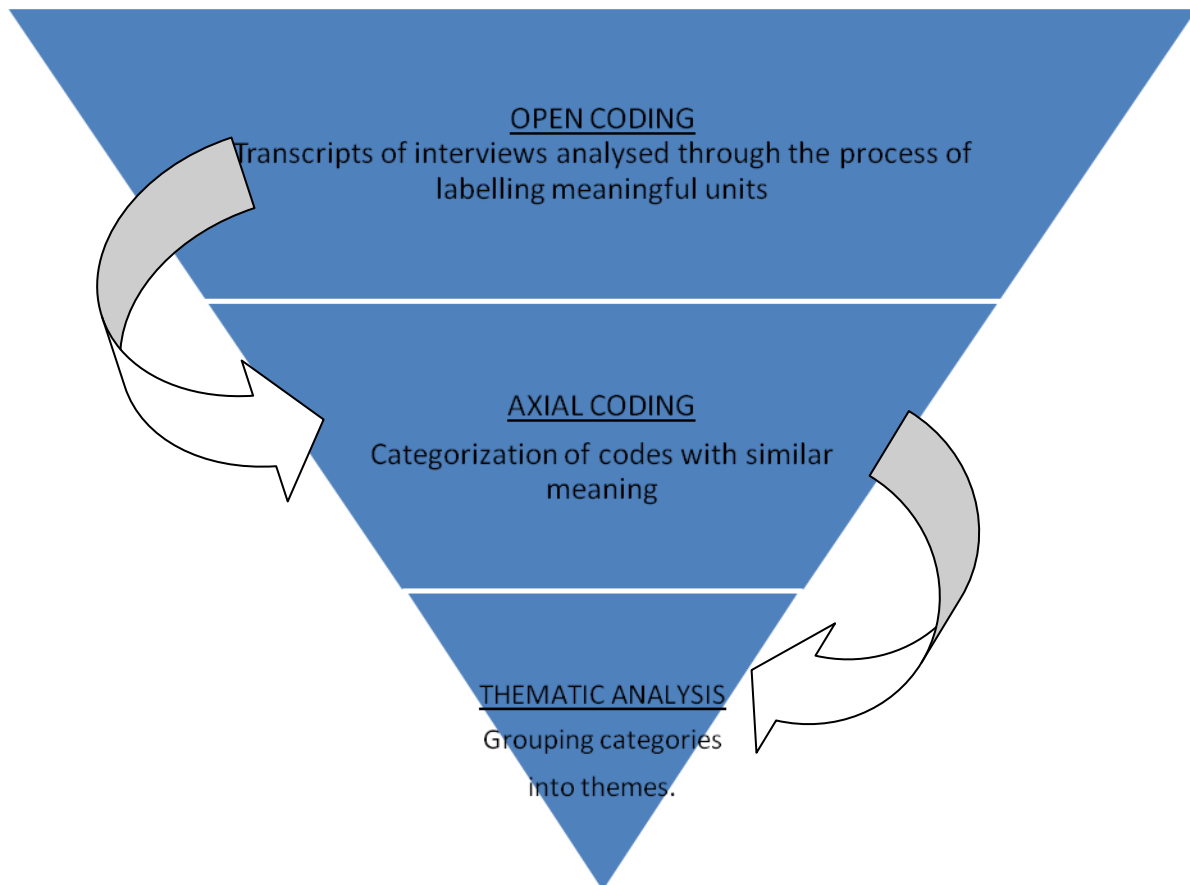 OPEN CODING
Transcripts of interviews analysed through the process of
labelling meaningful units
AXIAL CODING
Categorization of codes with similar
meaning
THEMATIC ANALYSIS
Grouping categories
into themes.